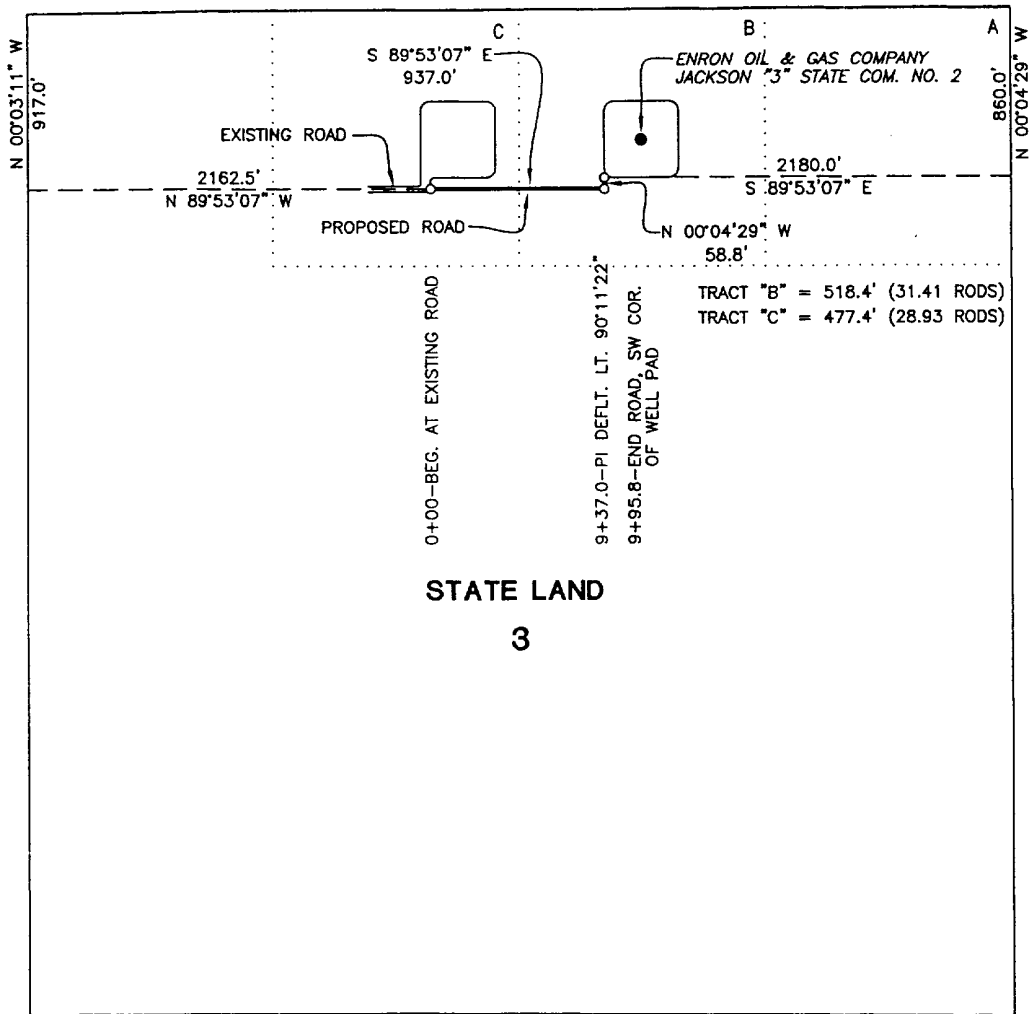 C
B
A
N 00°03'11" W
917.0'
S 89°53'07" E
937.0'
ENRON OIL & GAS COMPANY
JACKSON "3" STATE COM. NO. 2
860.0'
N 00°04'29" W
EXISTING ROAD
2162.5'
N 89°53'07" W
2180.0'
S 89°53'07" E
PROPOSED ROAD
N 00°04'29" W
58.8'
TRACT "B" = 518.4' (31.41 RODS)
TRACT "C" = 477.4' (28.93 RODS)
0+00-BEG. AT EXISTING ROAD
9+37.0-PI DEFLT. LT. 90°11'22"
9+95.8-END ROAD, SW COR.
OF WELL PAD
STATE LAND
3